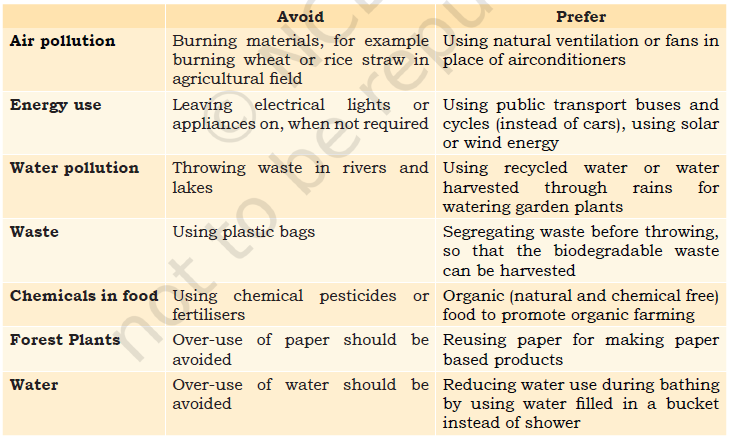 Avoid Prefer
Air pollution Burning materials, for example Using natural ventilation or fans in
burning wheat or rice straw in place of airconditioners
agricultural field
Energy use Leaving electrical lights or Using public transport buses and
appliances on, when not required cycles (instead of cars), using solar
or wind energy
Water pollution Throwing waste in rivers and Using recycled water or water
lakes harvested through rains for
watering garden plants
Waste Using plastic bags Segregating waste before throwing,
so that the biodegradable waste
can be harvested
Chemicals in food Using chemical pesticides or Organic (natural and chemical free)
fertilisers food to promote organic farming
Forest Plants Over-use of paper should be Reusing paper for making paper
avoided based products
Water Over-use of water should be Reducing water use during bathing
avoided by using water filled in a bucket
instead of shower
not to be repu